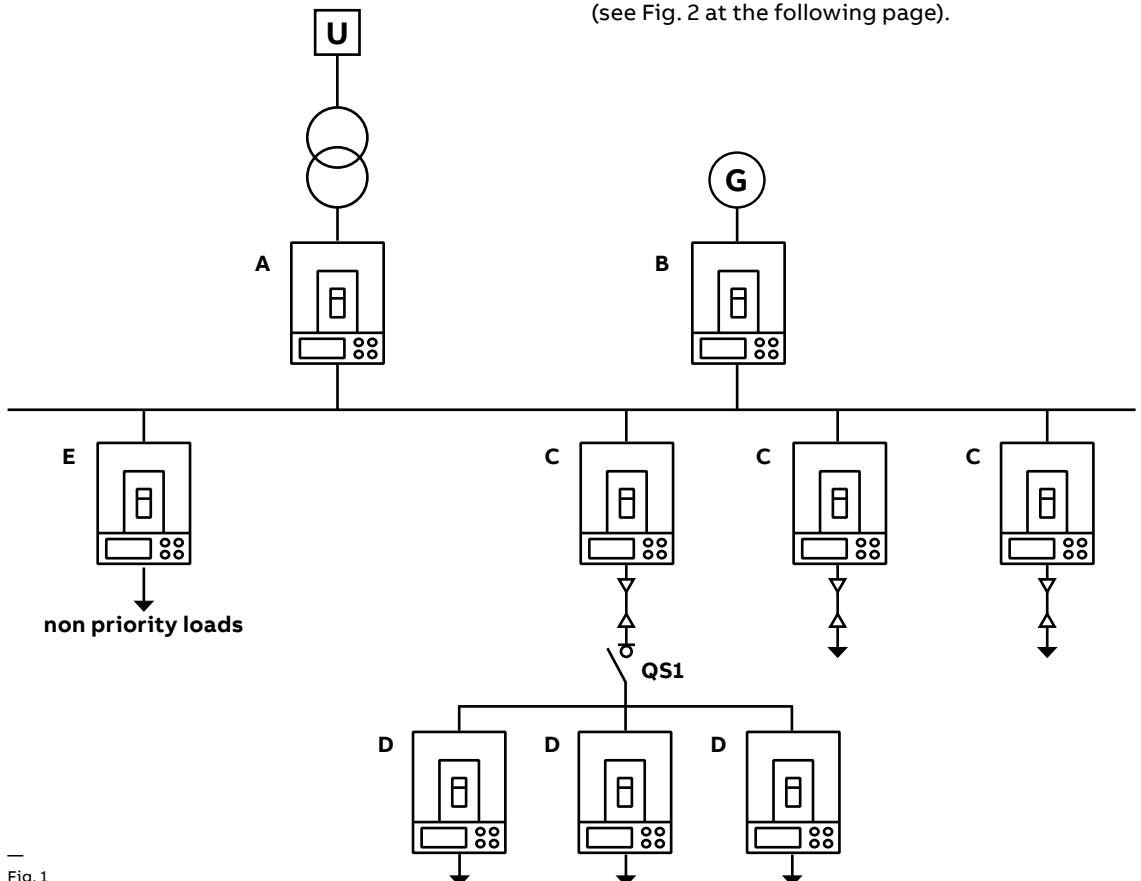 (see Fig. 2 at the following page).
U
G
A
B
E
C
C
C
non priority loads
QS1
D
D
D
Fig. 1